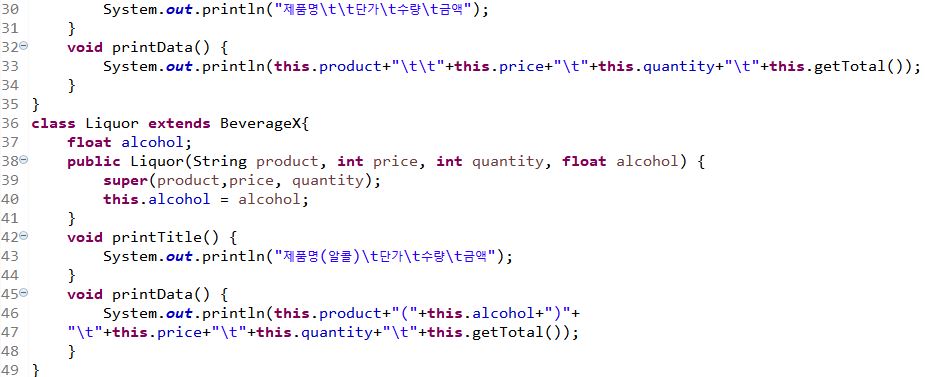 30 System.out.println("제품명\t\t단가\t수량\t금액");
31 }
32 void printData() {
33 System.out.println(this.product+"\t\t"+this.price+"\t"+this.quantity+"\t"+this.getTotal());
34 }
35 }
36 class Liquor extends BeverageX{
37 float alcohol;
38 public Liquor(String product, int price, int quantity, float alcohol) {
39 super(product,price, quantity);
40 this.alcohol = alcohol;
41 }
42 void printTitle() {
43 System.out.println("제품명(알콜)\t단가\t수량\t금액");
44 }
45 void printData() {
46 System.out.println(this.product+"("+this.alcohol+")"+
47 "\t"+this.price+"\t"+this.quantity+"\t"+this.getTotal());
48 }
49 }